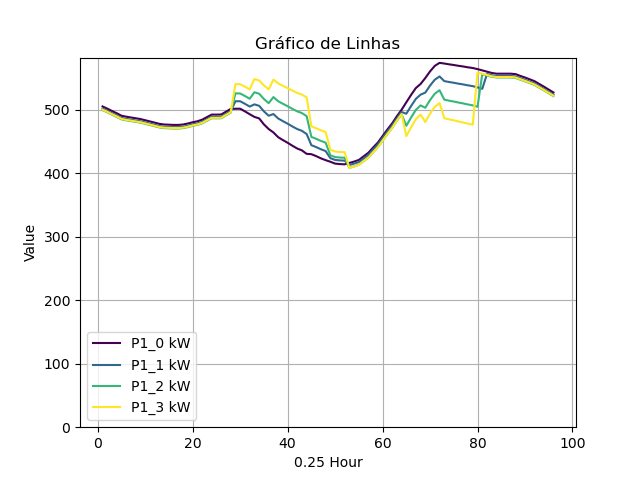 Gráfico de Linhas
Value
500
400
300
200
100
0
P1_0 kW
P1_1 kW
P1_2 kW
P1_3 kW
0 20 40 60 80 100
0.25 Hour